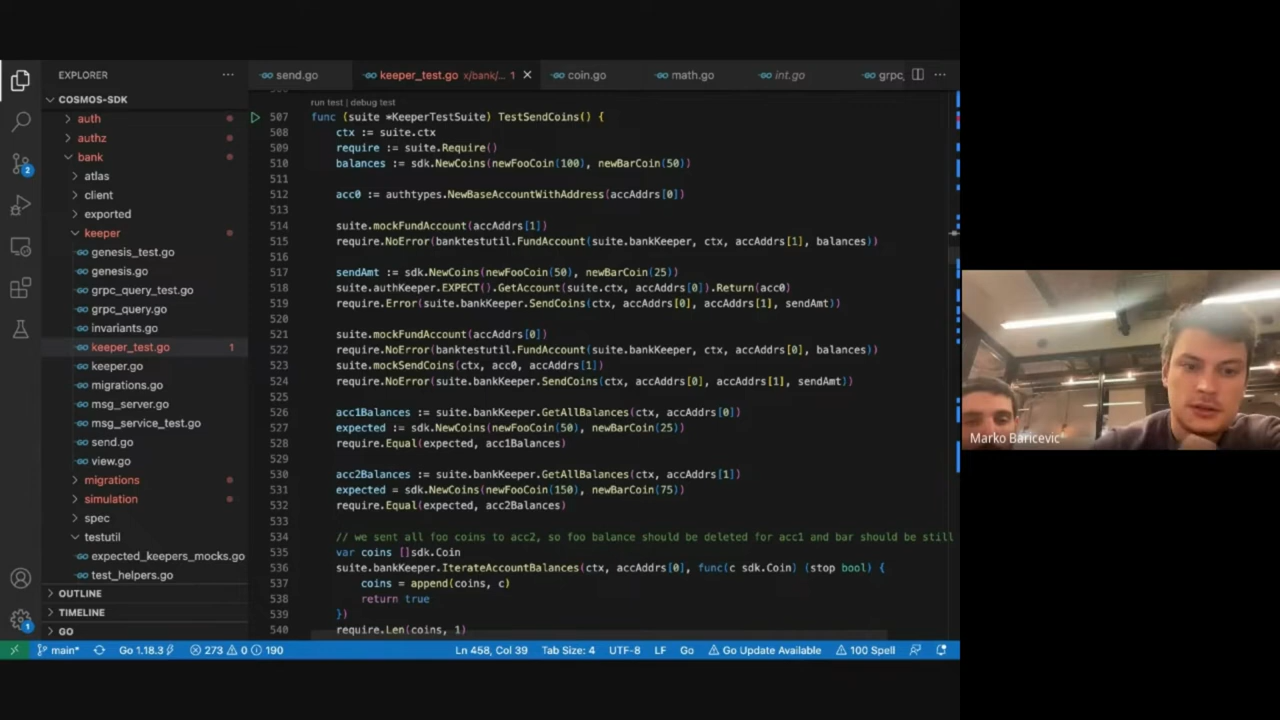 EXPLORER
COSMOS-SDK
auth
authz
bank
atlas
client
exported
keeper
genesis_test.go
genesis.go
grpc_query_test.go
grpc_query.go
invariants.go
keeper_test.go 1
keeper.go
migrations.go
msg_server.go
msg_service_test.go
send.go
view.go
migrations
simulation
spec
testutil
expected_keepers_mocks.go
test_helpers.go
OUTLINE
TIMELINE
GO
2
1
send.go
keeper_test.go x/bank/... 1
coin.go
math.go
int.go
grpc_
run test | debug test
507 func (suite *KeeperTestSuite) TestSendCoins() {
508 ctx := suite.ctx
509 require := suite.Require()
510 balances := sdk.NewCoins(newFooCoin(100), newBarCoin(50))
511
512 acc0 := authtypes.NewBaseAccountWithAddress(accAddrs[0])
513
514 suite.mockFundAccount(accAddrs[1])
515 require.NoError(banktestutil.FundAccount(suite.bankKeeper, ctx, accAddrs[1], balances))
516
517 sendAmt := sdk.NewCoins(newFooCoin(50), newBarCoin(25))
518 suite.authKeeper.EXPECT().GetAccount(suite.ctx, accAddrs[0]).Return(acc0)
519 require.Error(suite.bankKeeper.SendCoins(ctx, accAddrs[0], accAddrs[1], sendAmt))
520
521 suite.mockFundAccount(accAddrs[0])
522 require.NoError(banktestutil.FundAccount(suite.bankKeeper, ctx, accAddrs[0], balances))
523 suite.mockSendCoins(ctx, acc0, accAddrs[1])
524 require.NoError(suite.bankKeeper.SendCoins(ctx, accAddrs[0], accAddrs[1], sendAmt))
525
526 acc1Balances := suite.bankKeeper.GetAllBalances(ctx, accAddrs[0])
527 expected := sdk.NewCoins(newFooCoin(50), newBarCoin(25))
528 require.Equal(expected, acc1Balances)
529
530 acc2Balances := suite.bankKeeper.GetAllBalances(ctx, accAddrs[1])
531 expected = sdk.NewCoins(newFooCoin(150), newBarCoin(75))
532 require.Equal(expected, acc2Balances)
533
534 // we sent all foo coins to acc2, so foo balance should be deleted for acc1 and bar should be still
535 var coins []sdk.Coin
536 suite.bankKeeper.IterateAccountBalances(ctx, accAddrs[0], func(c sdk.Coin) (stop bool) {
537 coins = append(coins, c)
538 return true
539 })
540 require.Len(coins, 1)
main* Go 1.18.3 273 0 190 Ln 458, Col 39 Tab Size: 4 UTF-8 LF Go Go Update Available 100 Spell
Marko Baricevic